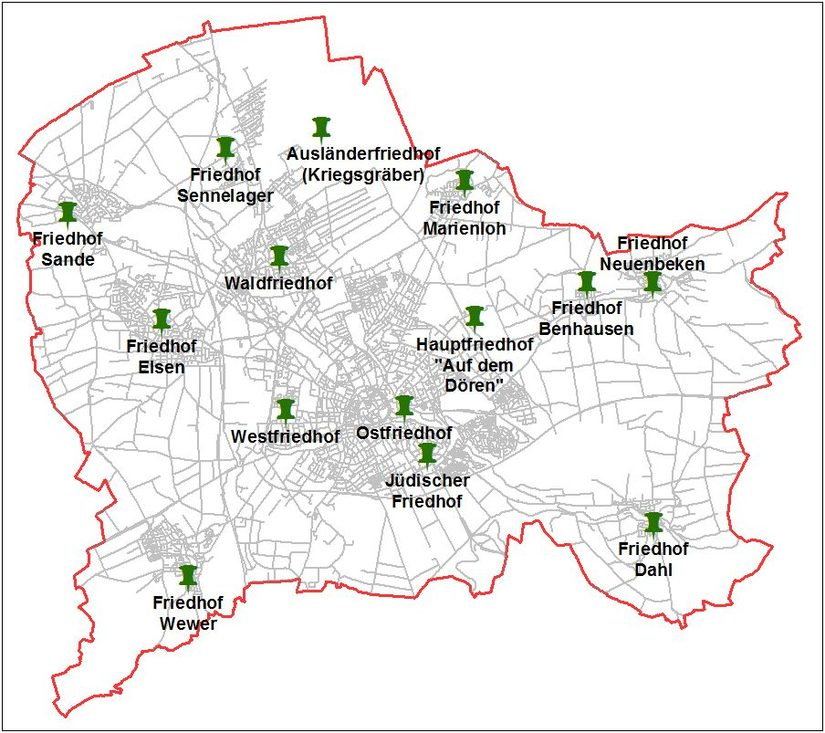 Ausländerfriedhof
(Kriegsgräber)
Friedhof
Sennelager
Friedhof
Marienloh
Friedhof
Sande
Friedhof
Neuenbeken
Waldfriedhof
Friedhof
Benhausen
Friedhof
Elsen
Hauptfriedhof
"Auf dem
Dören"
Westfriedhof
Ostfriedhof
Jüdischer
Friedhof
Friedhof
Dahl
Friedhof
Wewer